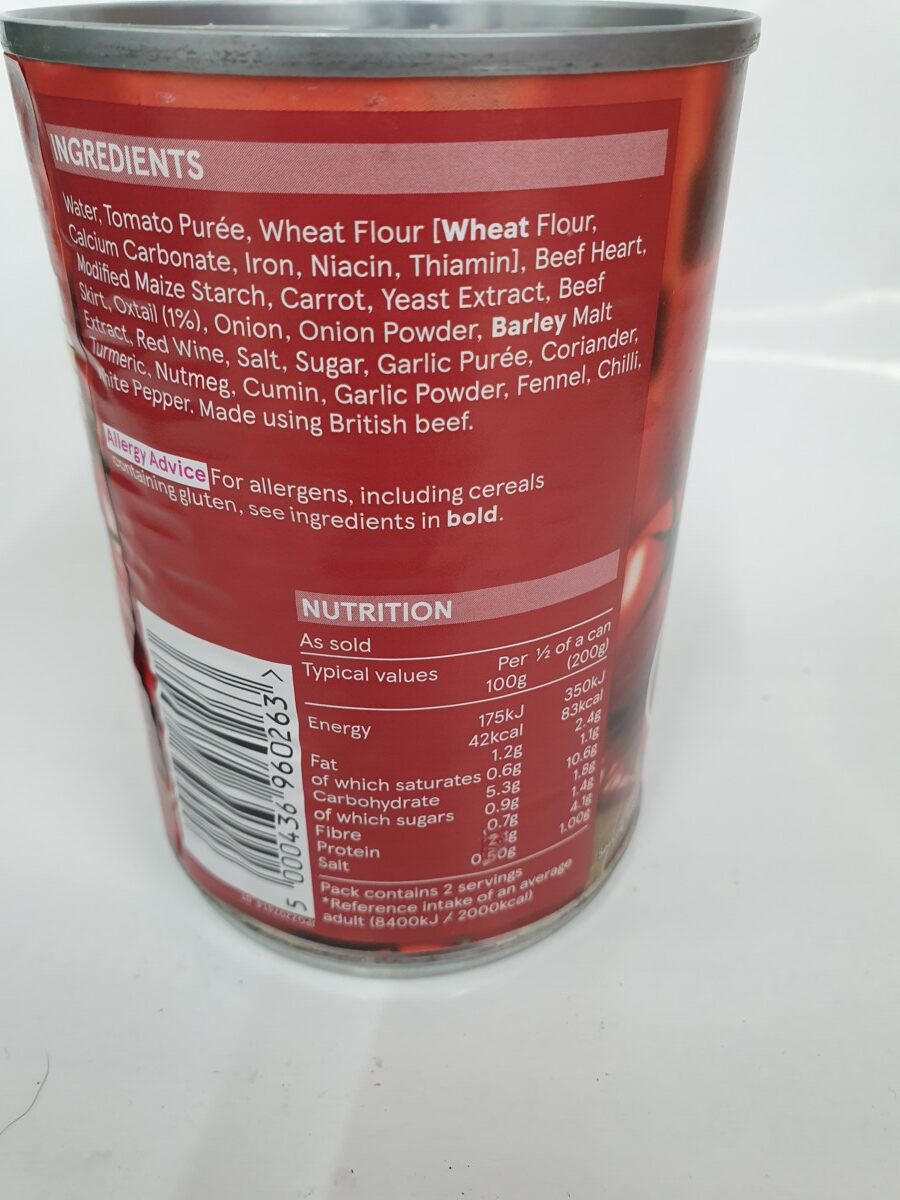 INGREDIENTS
Water, Tomato Purée, Wheat Flour [Wheat Flour,
Calcium Carbonate, Iron, Niacin, Thiamin], Beef Heart,
Modified Maize Starch, Carrot, Yeast Extract, Beef
Skirt, Oxtail (1%), Onion, Onion Powder, Barley Malt
Extract, Red Wine, Salt, Sugar, Garlic Purée, Coriander,
Turmeric, Nutmeg, Cumin, Garlic Powder, Fennel, Chilli,
White Pepper. Made using British beef.
Allergy Advice For allergens, including cereals
containing gluten, see ingredients in bold.
NUTRITION
As sold
Typical values Per 100g ½ of a can (200g)
Energy 175kJ 350kJ
42kcal 83kcal
Fat 1.2g 2.4g
of which saturates 0.6g 1.1g
Carbohydrate 5.3g 10.6g
of which sugars 0.9g 1.8g
Fibre 0.7g 1.4g
Protein 2.1g 4.1g
Salt 0.50g 1.00g
Pack contains 2 servings
*Reference intake of an average
adult (8400kJ / 2000kcal)
5 000436 960263 >